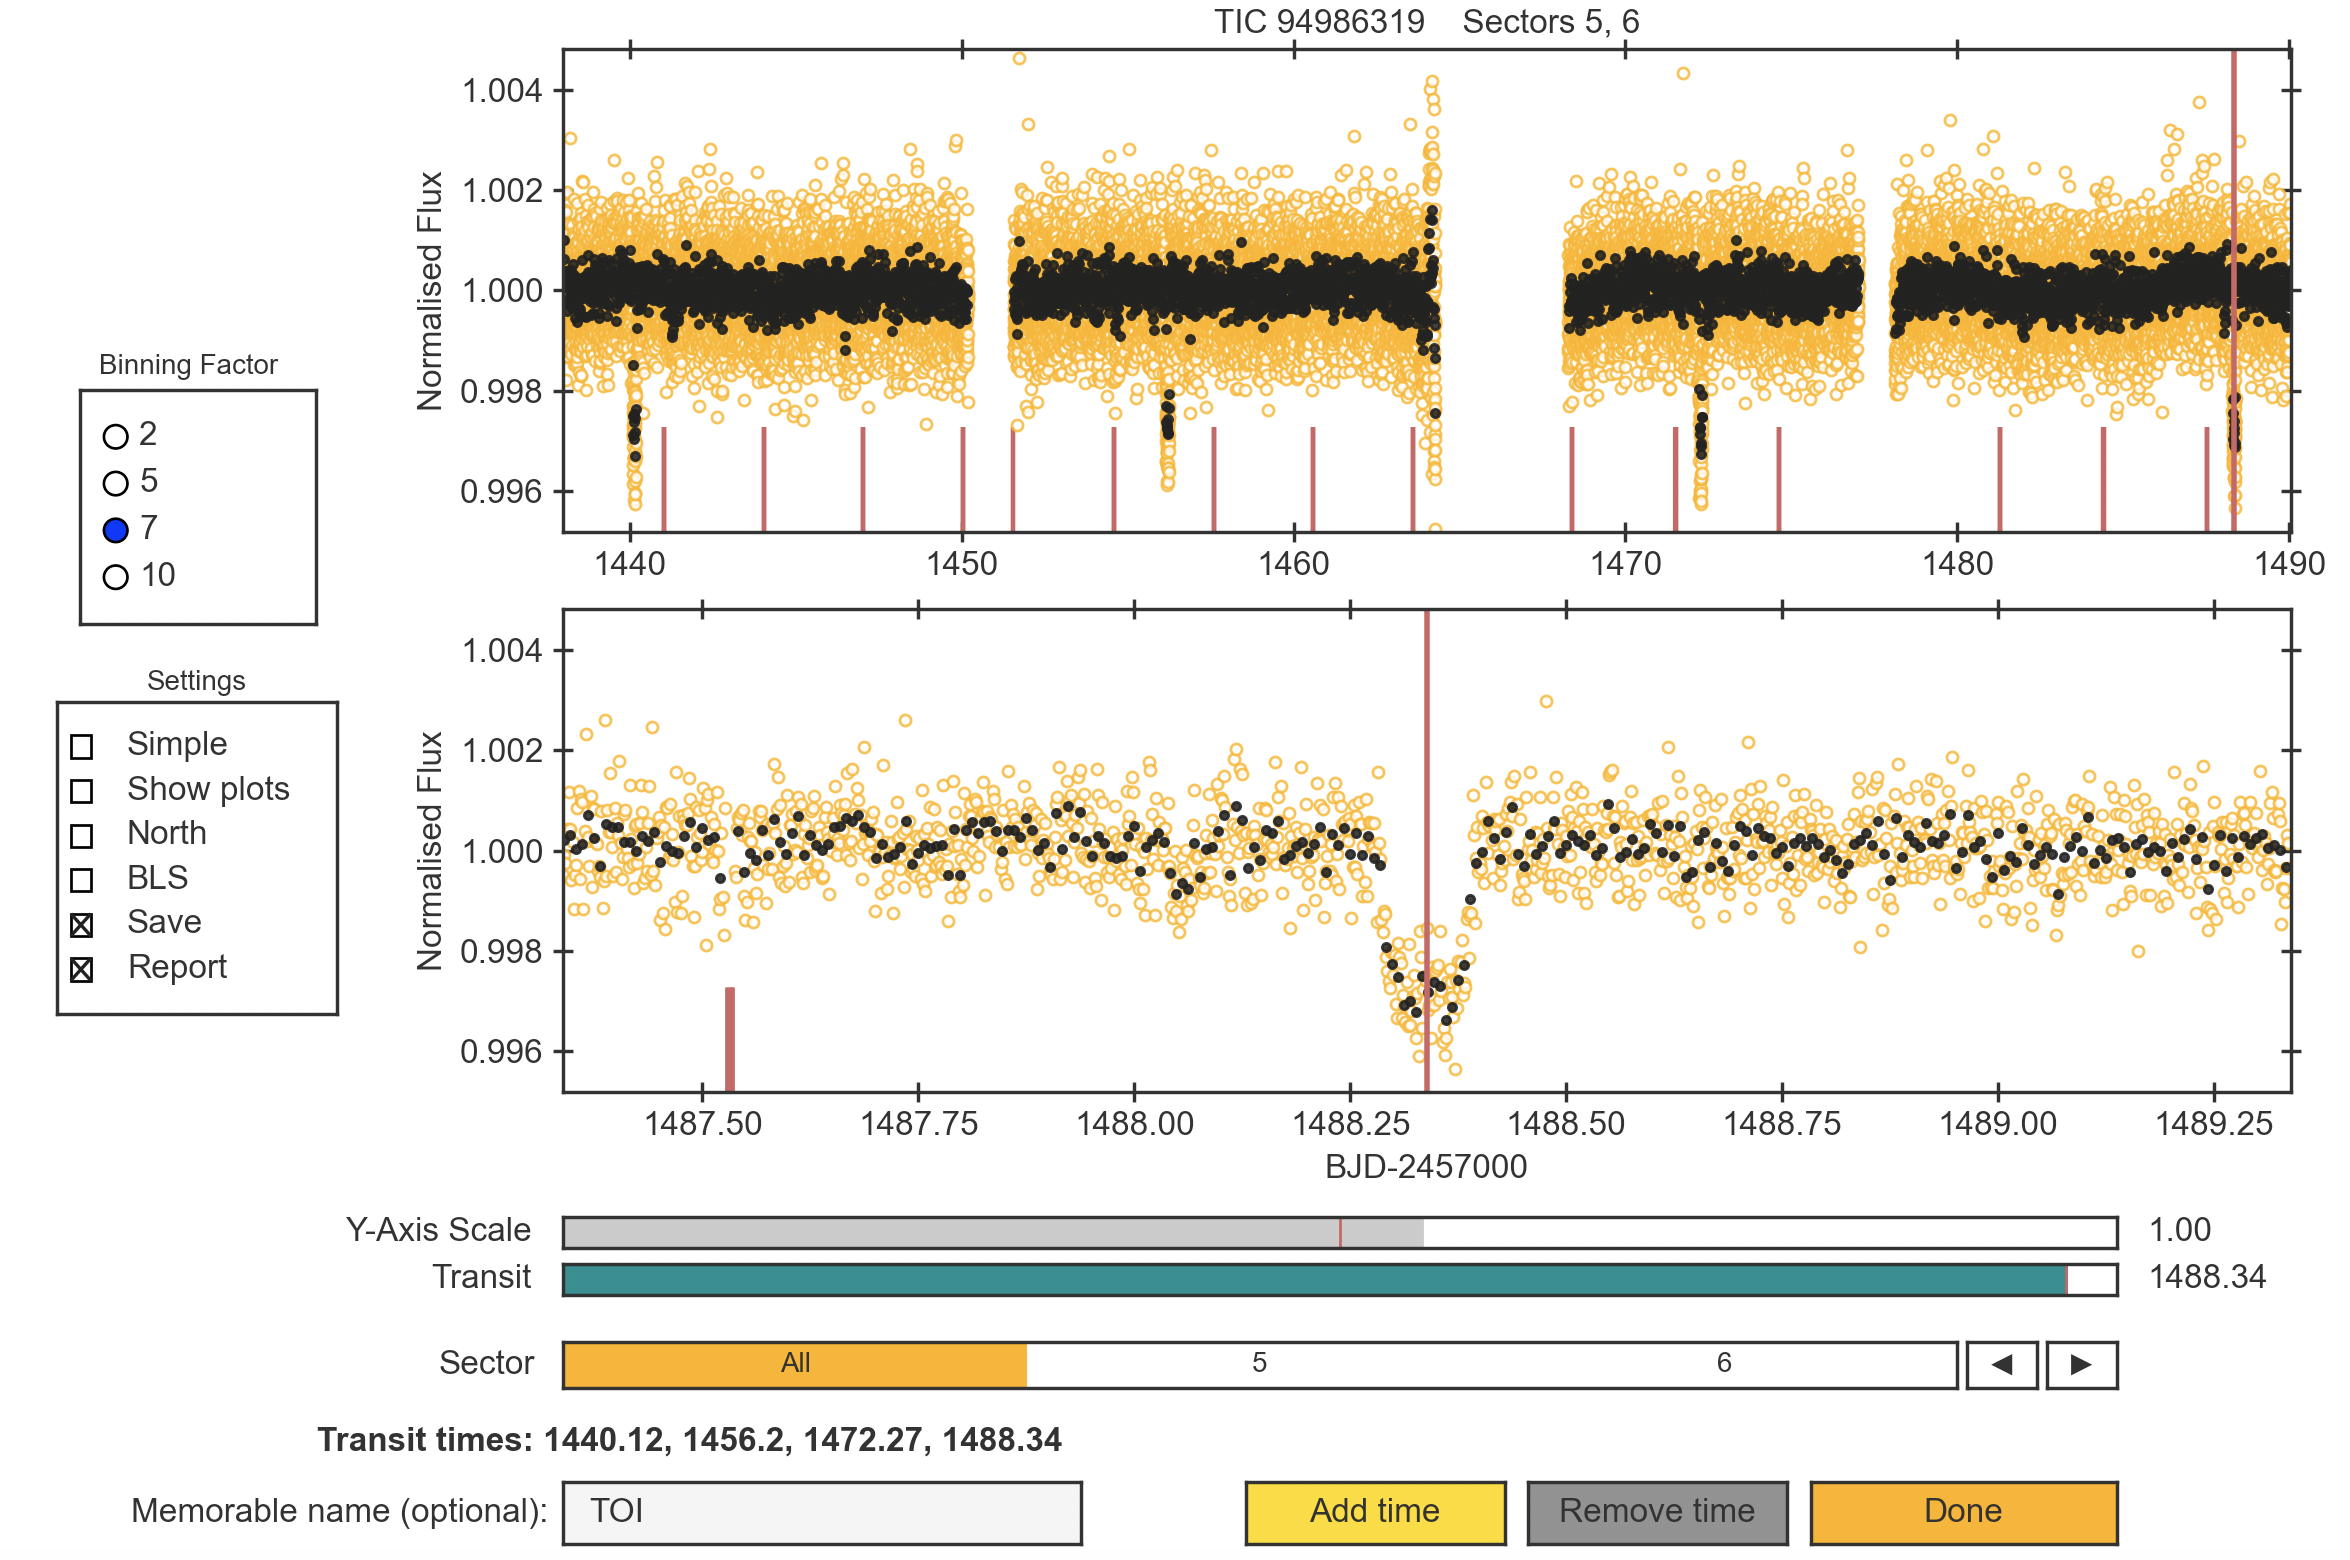 TIC 94986319    Sectors 5, 6
Normalised Flux
1.004
1.002
1.000
0.998
0.996
1440 1450 1460 1470 1480 1490
Binning Factor
2
5
7
10
Settings
Simple
Show plots
North
BLS
Save
Report
Normalised Flux
1.004
1.002
1.000
0.998
0.996
1487.50 1487.75 1488.00 1488.25 1488.50 1488.75 1489.00 1489.25
BJD-2457000
Y-Axis Scale 1.00
Transit 1488.34
Sector All 5 6 ◀ ▶
Transit times: 1440.12, 1456.2, 1472.27, 1488.34
Memorable name (optional): TOI Add time Remove time Done